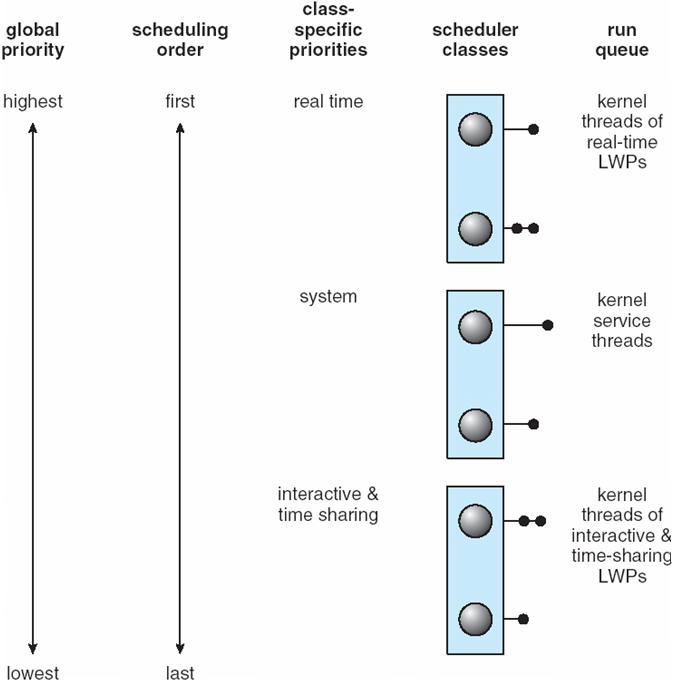 global
priority
scheduling
order
class-
specific
priorities
scheduler
classes
run
queue
highest
first
real time
kernel
threads of
real-time
LWPs
system
kernel
service
threads
interactive &
time sharing
kernel
threads of
interactive &
time-sharing
LWPs
lowest
last